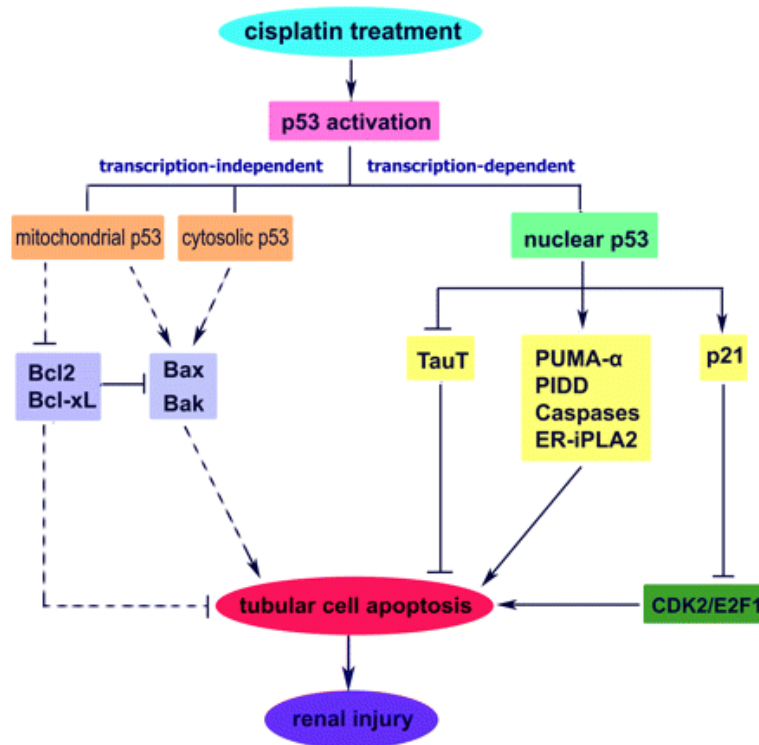 cisplatin treatment
p53 activation
transcription-independent transcription-dependent
mitochondrial p53
cytosolic p53
nuclear p53
Bcl2
Bcl-xL
Bax
Bak
TauT
PUMA-α
PIDD
Caspases
ER-iPLA2
p21
tubular cell apoptosis
CDK2/E2F1
renal injury